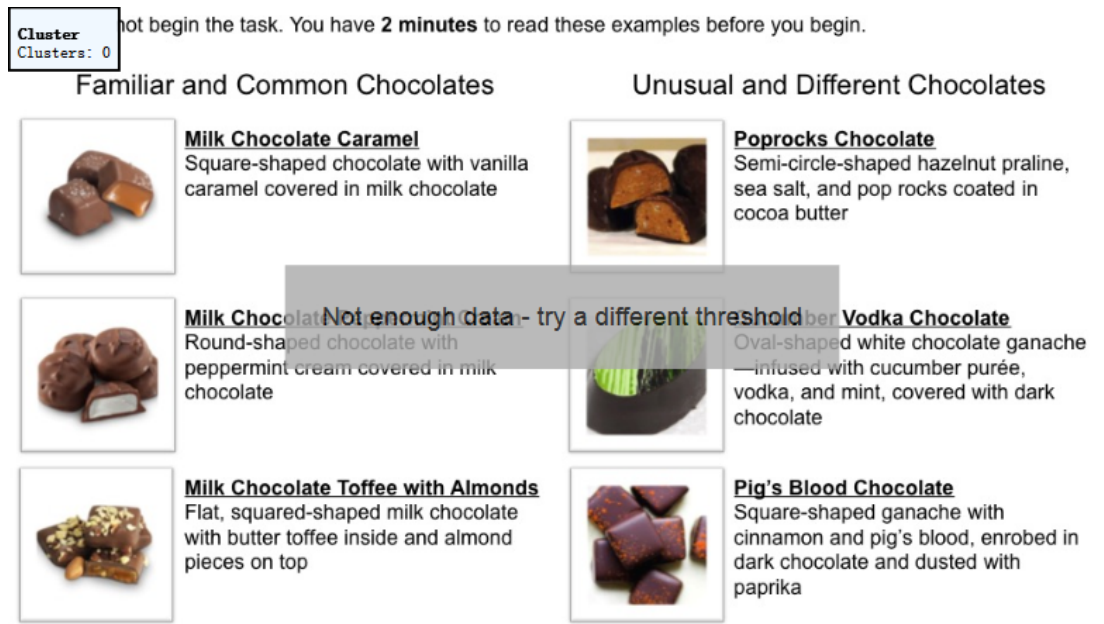 not begin the task. You have 2 minutes to read these examples before you begin.
Cluster
Clusters: 0
Familiar and Common Chocolates
Milk Chocolate Caramel
Square-shaped chocolate with vanilla
caramel covered in milk chocolate
Milk Chocolate Peppermint Cream
Round-shaped chocolate with
peppermint cream covered in milk
chocolate
Milk Chocolate Toffee with Almonds
Flat, squared-shaped milk chocolate
with butter toffee inside and almond
pieces on top
Unusual and Different Chocolates
Poprocks Chocolate
Semi-circle-shaped hazelnut praline,
sea salt, and pop rocks coated in
cocoa butter
Cucumber Vodka Chocolate
Oval-shaped white chocolate ganache
—infused with cucumber purée,
vodka, and mint, covered with dark
chocolate
Pig's Blood Chocolate
Square-shaped ganache with
cinnamon and pig's blood, enrobed in
dark chocolate and dusted with
paprika
Not enough data - try a different threshold